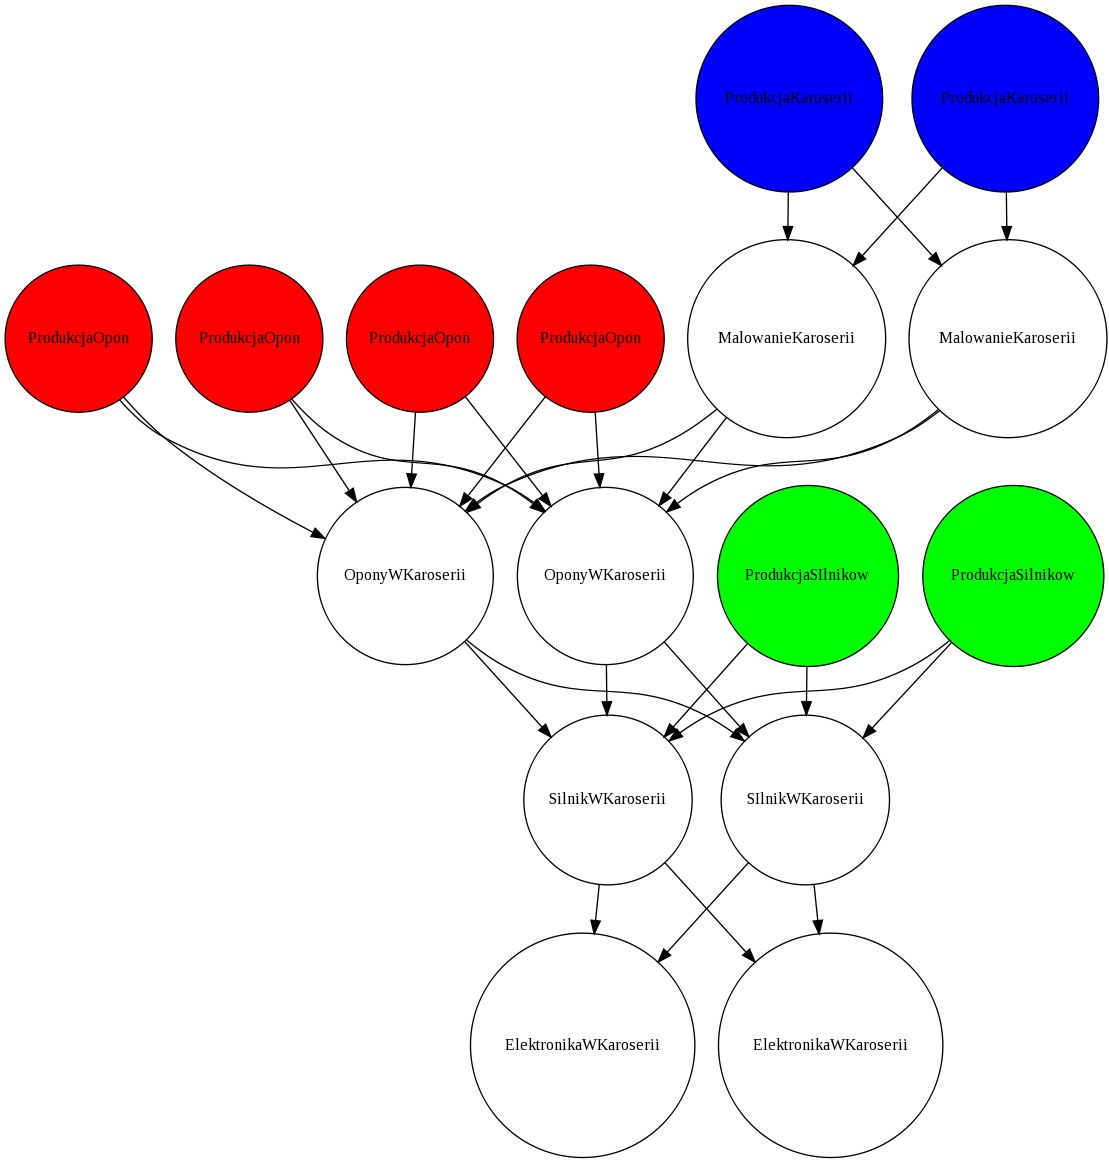 ProdukcjaKaroserii
ProdukcjaKaroserii
ProdukcjaOpon
ProdukcjaOpon
ProdukcjaOpon
ProdukcjaOpon
MalowanieKaroserii
MalowanieKaroserii
OponyWKaroserii
OponyWKaroserii
ProdukcjaSIlnikow
ProdukcjaSilnikow
SilnikWKaroserii
SIlnikWKaroserii
ElektronikaWKaroserii
ElektronikaWKaroserii